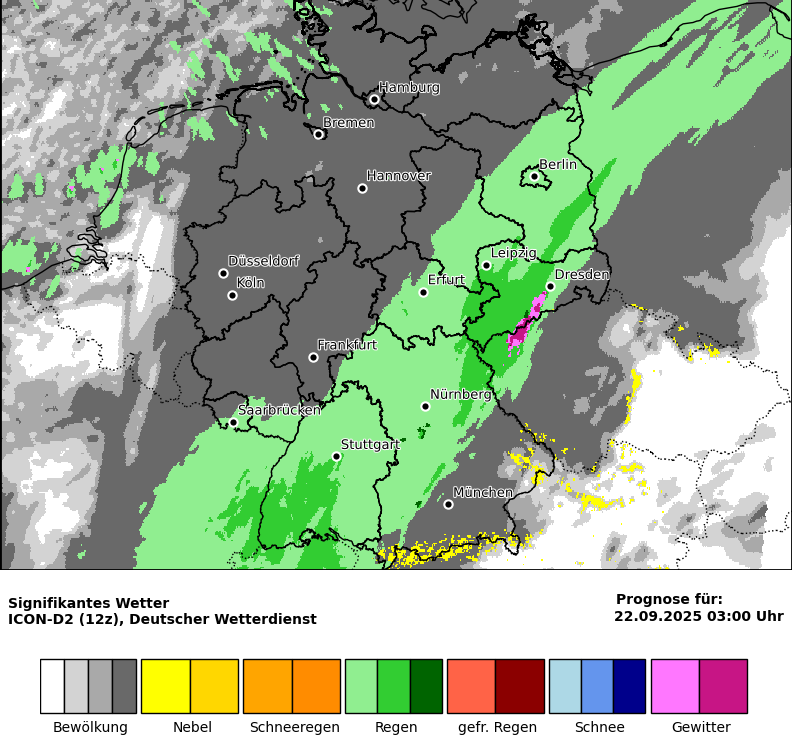 Hamburg
Bremen
Berlin
Hannover
Leipzig
Düsseldorf
Dresden
Köln
Erfurt
Frankfurt
Nürnberg
Saarbrücken
Stuttgart
München
Signifikantes Wetter
ICON-D2 (12z), Deutscher Wetterdienst
Prognose für:
22.09.2025 03:00 Uhr
Bewölkung Nebel Schneeregen Regen gefr. Regen Schnee Gewitter